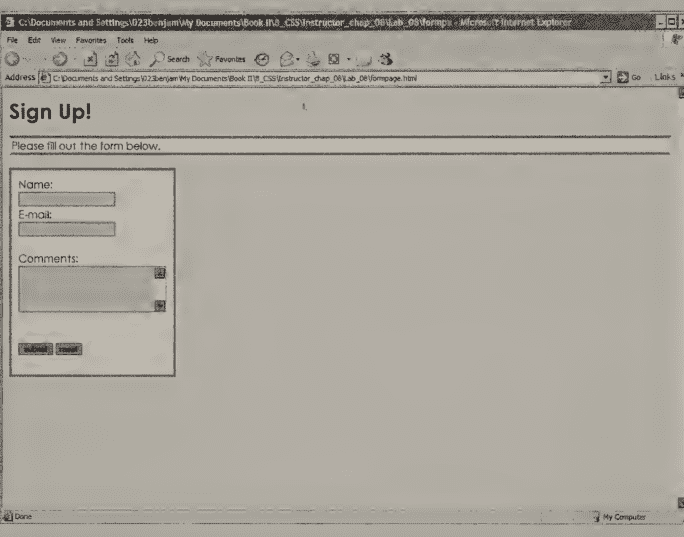 C:\Documents and Settings\023benjam\My Documents\Book II\8_CSS\Instructor_chap_08\Lab_08\formpa - Microsoft Internet Explorer
File Edit View Favorites Tools Help
Search Favorites
Address C:\Documents and Settings\023benjam\My Documents\Book II\8_CSS\Instructor_chap_08\Lab_08\formpage.html Go Links
Sign Up!
Please fill out the form below.
Name:
E-mail:
Comments:
submit reset
Done My Computer